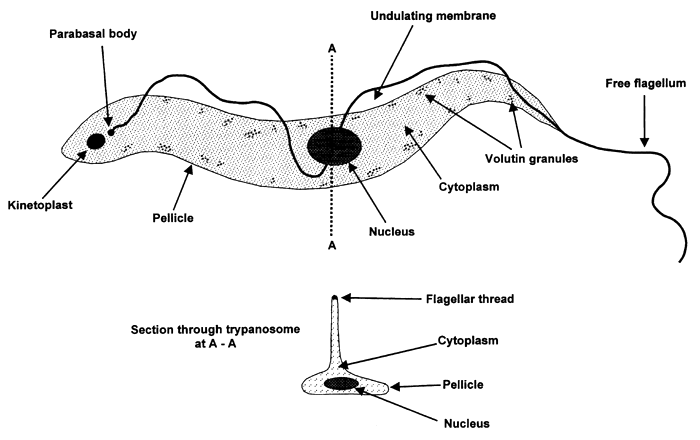 Undulating membrane
Parabasal body
A
Free flagellum
Volutin granules
Cytoplasm
Kinetoplast
Pellicle
Nucleus
A
Flagellar thread
Section through trypanosome
at A - A
Cytoplasm
Pellicle
Nucleus